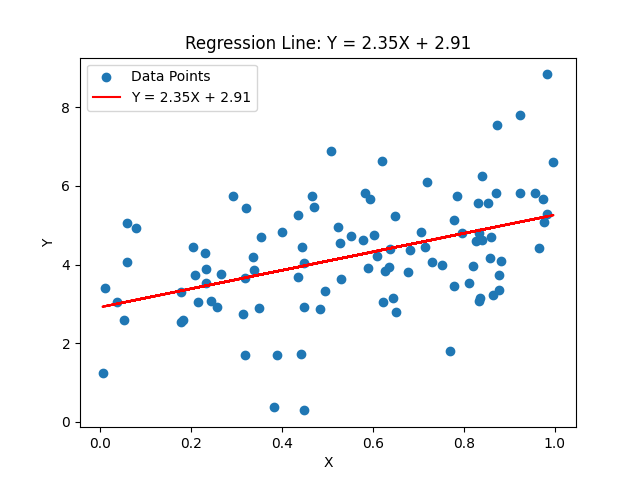 Regression Line: Y = 2.35X + 2.91
Data Points
Y = 2.35X + 2.91
8
6
4
2
0
Y
0.0 0.2 0.4 0.6 0.8 1.0
X